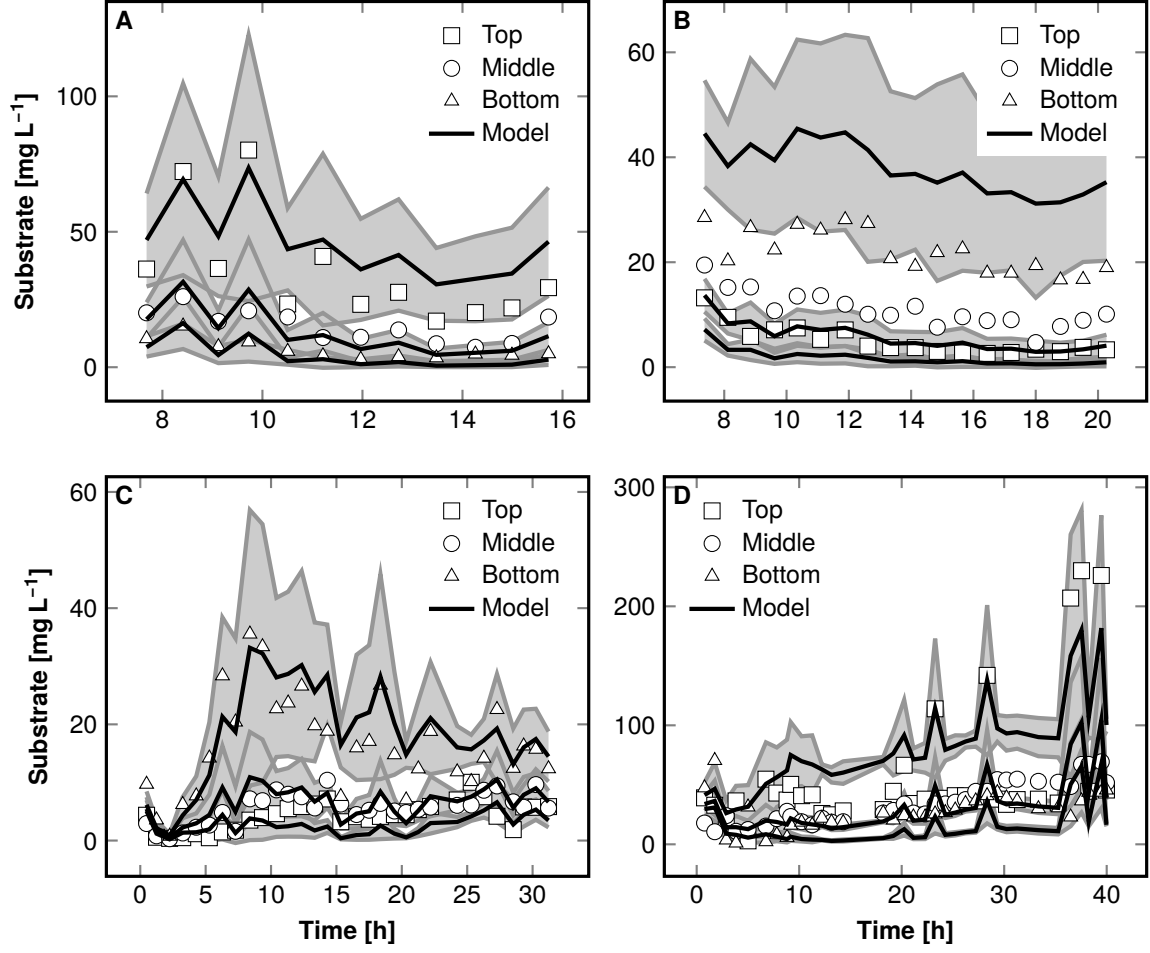 A
Top
Middle
Bottom
Model
Substrate [mg L⁻¹]
100
50
0
8
10
12
14
16
B
Top
Middle
Bottom
Model
60
40
20
0
8
10
12
14
16
18
20
C
Top
Middle
Bottom
Model
Substrate [mg L⁻¹]
60
40
20
0
0
5
10
15
20
25
30
Time [h]
D
Top
Middle
Bottom
Model
300
200
100
0
0
10
20
30
40
Time [h]